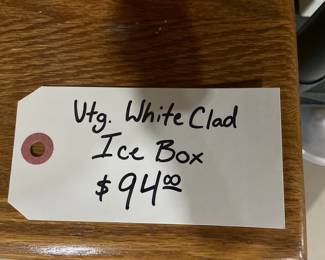 Vtg. White Clad
Ice Box
$94.00